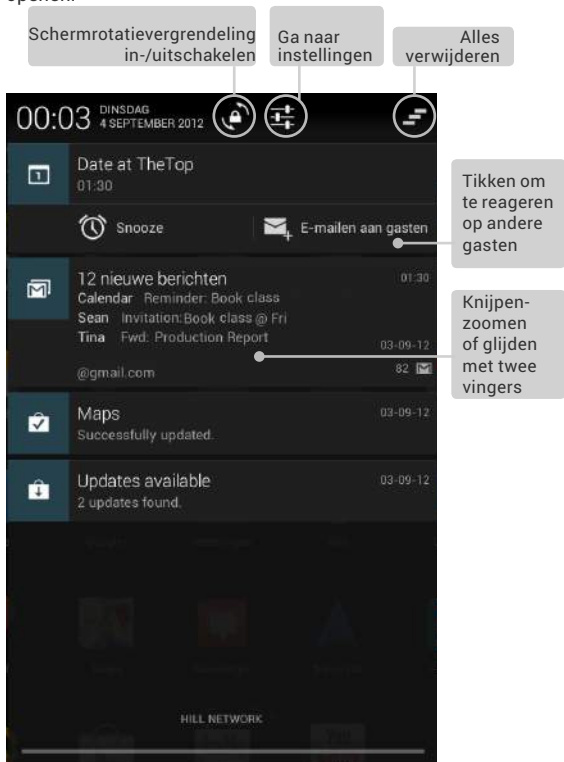 Schermrotatievergrendeling
in-/uitschakelen
Ga naar
instellingen
Alles
verwijderen
00:03
DINSDAG
4 SEPTEMBER 2012
1
Date at TheTop
01:30
Snooze
E-mailen aan gasten
Tikken om
te reageren
op andere
gasten
12 nieuwe berichten 01:30
Calendar Reminder: Book class
Sean Invitation: Book class @ Fri
Tina Fwd: Production Report 03-09-12
@gmail.com 82
Knijpen-
zoomen
of glijden
met twee
vingers
Maps 03-09-12
Successfully updated.
Updates available 03-09-12
2 updates found.
HILL NETWORK